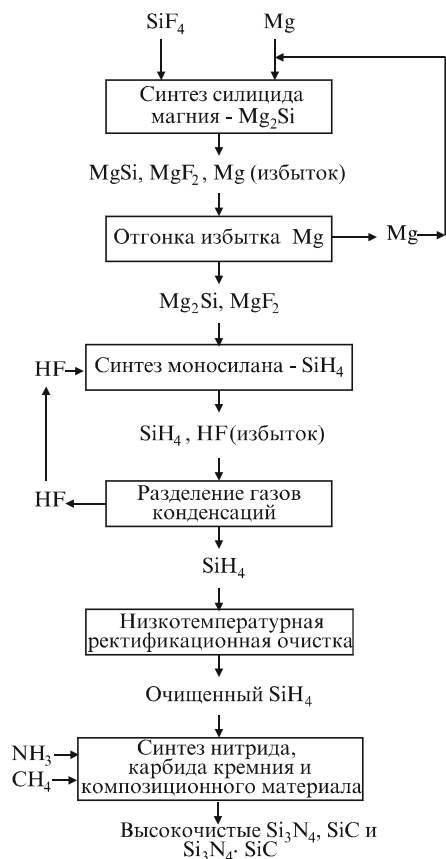 SiF₄ Mg
Синтез силицида
магния - Mg₂Si
MgSi, MgF₂ , Mg (избыток)
Отгонка избытка Mg
Mg
Mg₂Si, MgF₂
HF
Синтез моносилана - SiH₄
SiH₄ , HF (избыток)
HF
Разделение газов
конденсаций
SiH₄
Низкотемпературная
ректификационная очистка
Очищенный SiH₄
NH₃
CH₄
Синтез нитрида,
карбида кремния и
композиционного материала
Высокочистые Si₃N₄, SiC и
Si₃N₄· SiC